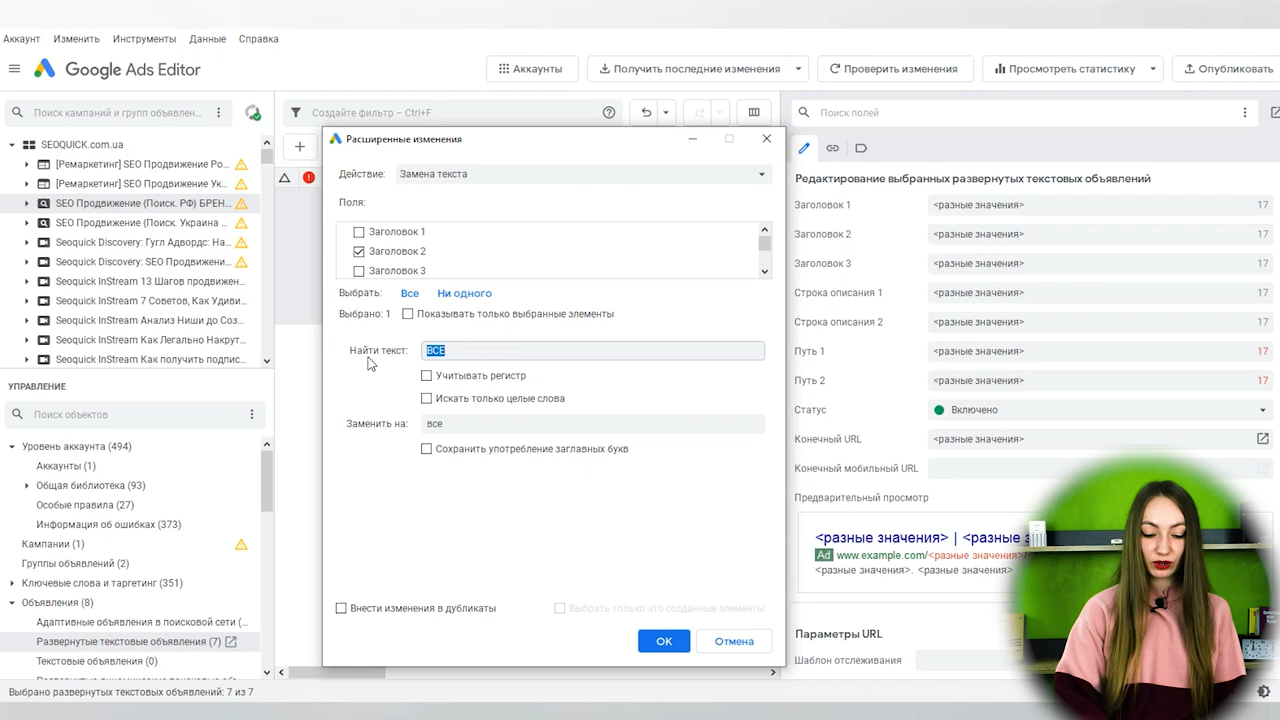 Аккаунт Изменить Инструменты Данные Справка
Google Ads Editor
Аккаунты
Получить последние изменения
Проверить изменения
Просмотреть статистику
Опубликовать
Поиск кампаний и групп объявлен...
SEOQUICK.com.ua
[Ремаркетинг] SEO Продвижение Ро...
[Ремаркетинг] SEO Продвижение Ук...
SEO Продвижение {Поиск. РФ} БРЕН...
SEO Продвижение {Поиск. Украина ...
Seoquick Discovery: Гугл Адвордс: На...
Seoquick Discovery: SEO Продвижени...
Seoquick InStream 13 Шагов продвижен...
Seoquick InStream 7 Советов, Как Удиви...
Seoquick InStream Анализ Ниши до Соз...
Seoquick InStream Как Легально Накрут...
Seoquick InStream Как получить подпис...
УПРАВЛЕНИЕ
Поиск объектов
Уровень аккаунта (494)
Аккаунты (1)
Общая библиотека (93)
Особые правила (27)
Информация об ошибках (373)
Кампании (1)
Группы объявлений (2)
Ключевые слова и таргетинг (351)
Объявления (8)
Адаптивные объявления в поисковой сети (...
Развернутые текстовые объявления (7)
Текстовые объявления (0)
Выбрано развернутых текстовых объявлений: 7 из 7
Создайте фильтр – Ctrl+F
Расширенные изменения
Действие: Замена текста
Поля:
Заголовок 1
Заголовок 2
Заголовок 3
Выбрать: Все Ни одного
Выбрано: 1 Показывать только выбранные элементы
Найти текст: ВСЕ
Учитывать регистр
Искать только целые слова
Заменить на: все
Сохранить употребление заглавных букв
Внести изменения в дубликаты
Выбрать только что созданные элементы
OK Отмена
Поиск полей
Редактирование выбранных развернутых текстовых объявлений
Заголовок 1 <разные значения> 17
Заголовок 2 <разные значения> 17
Заголовок 3 <разные значения> 17
Строка описания 1 <разные значения> 17
Строка описания 2 <разные значения> 17
Путь 1 <разные значения> 17
Путь 2 <разные значения> 17
Статус Включено
Конечный URL <разные значения>
Конечный мобильный URL
Предварительный просмотр
<разные значения> | <разные з
Ad www.example.com/<разные значения>/
<разные значения>. <разные значения>
Параметры URL
Шаблон отслеживания